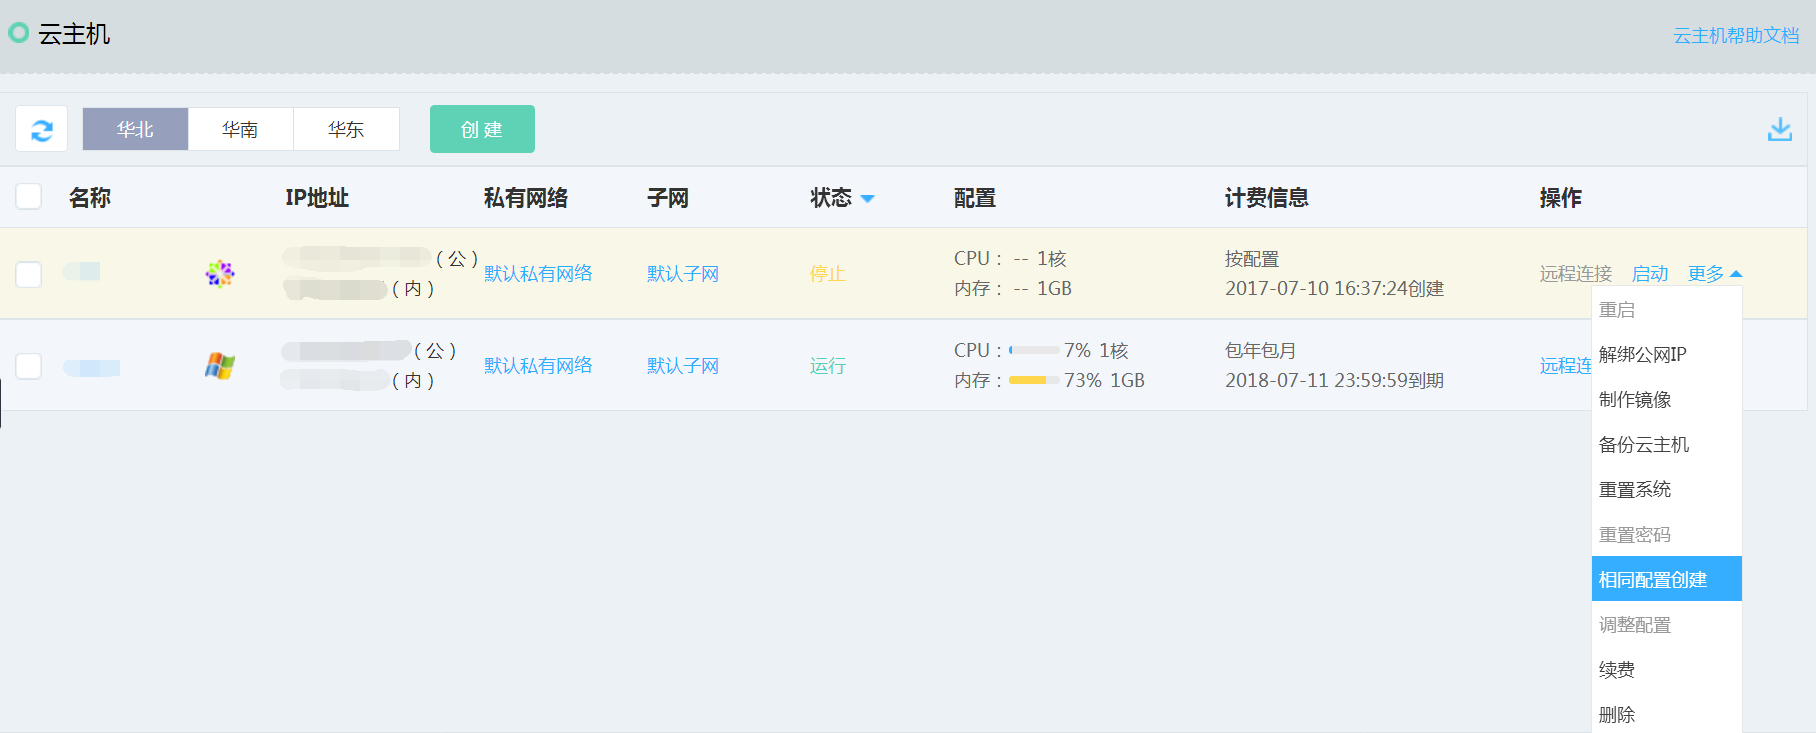 云主机
云主机帮助文档
华北 华南 华东 创建
名称 IP地址 私有网络 子网 状态 配置 计费信息 操作
（公） CPU： -- 1核 按配置
默认私有网络 默认子网 停止 远程连接 启动 更多
（内） 内存： -- 1GB 2017-07-10 16:37:24创建
重启
（公） CPU： 7% 1核 包年包月
解绑公网IP
默认私有网络 默认子网 运行 远程连
（内） 内存： 73% 1GB 2018-07-11 23:59:59到期
制作镜像
备份云主机
重置系统
重置密码
相同配置创建
调整配置
续费
删除